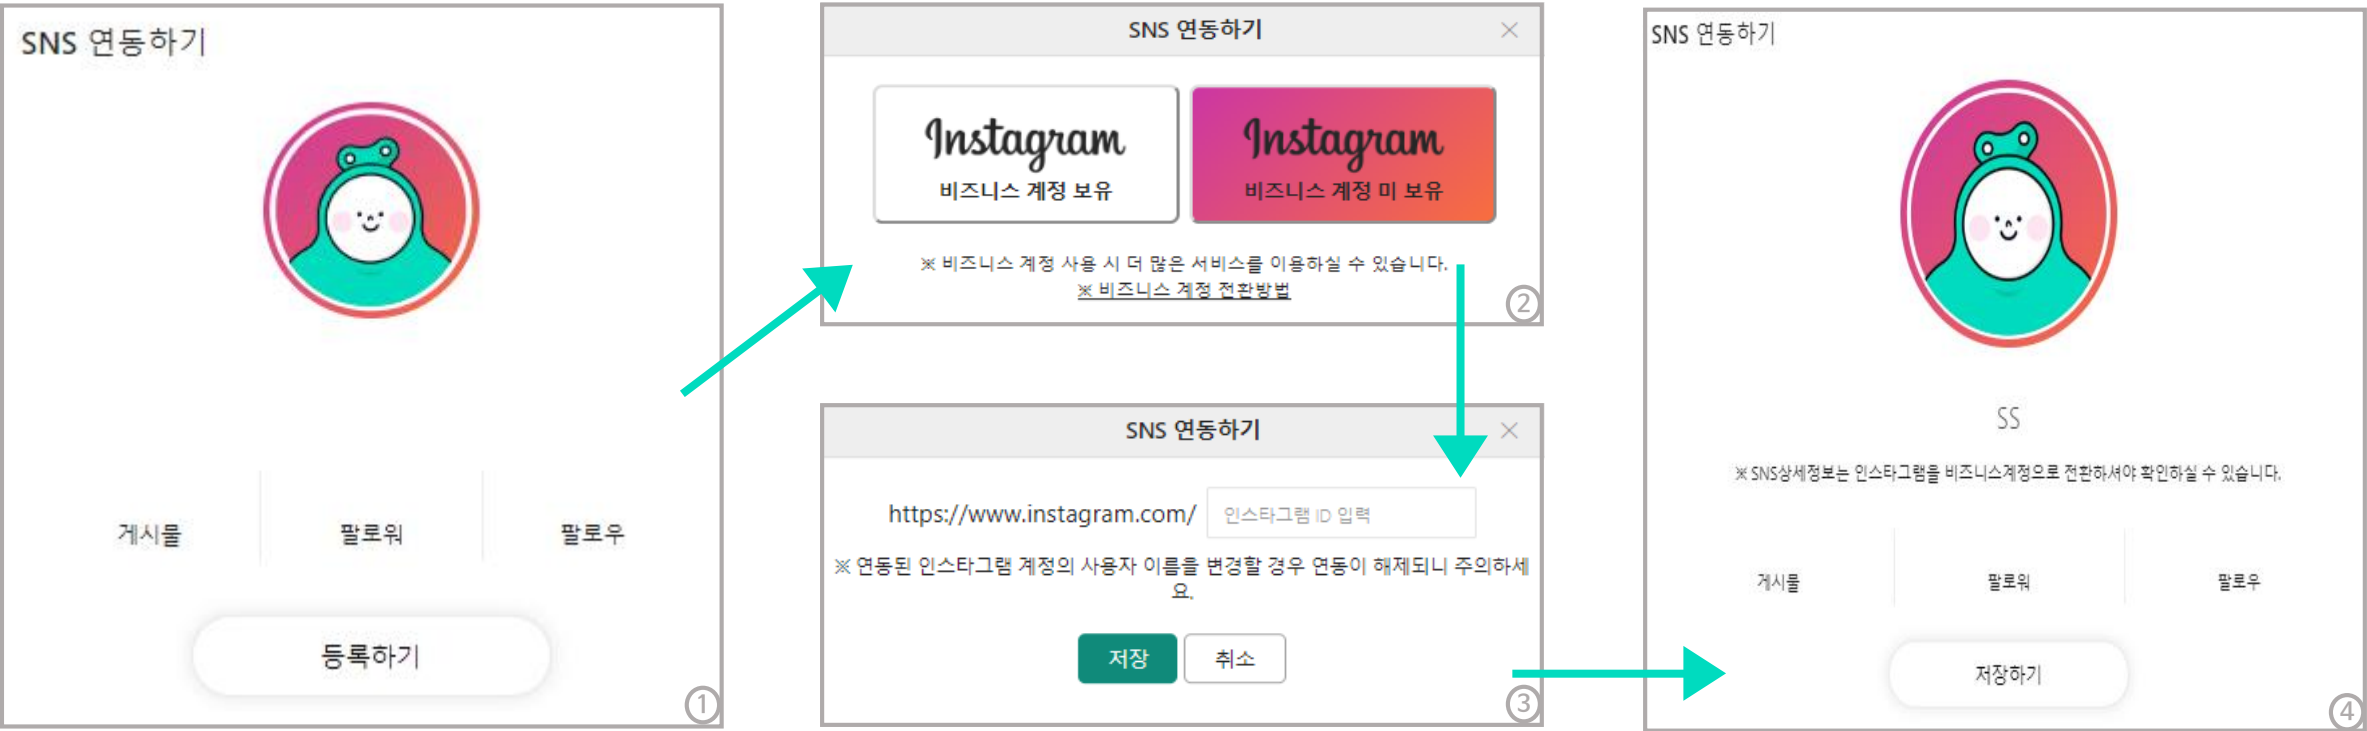 SNS 연동하기
게시물
팔로워
팔로우
등록하기
①
SNS 연동하기
Instagram
비즈니스 계정 보유
Instagram
비즈니스 계정 미 보유
※ 비즈니스 계정 사용 시 더 많은 서비스를 이용하실 수 있습니다.
※ 비즈니스 계정 전환방법
②
SNS 연동하기
https://www.instagram.com/ 인스타그램 ID 입력
※ 연동된 인스타그램 계정의 사용자 이름을 변경할 경우 연동이 해제되니 주의하세
요.
저장
취소
③
SNS 연동하기
SS
※ SNS상세정보는 인스타그램을 비즈니스계정으로 전환하셔야 확인하실 수 있습니다.
게시물
팔로워
팔로우
저장하기
④